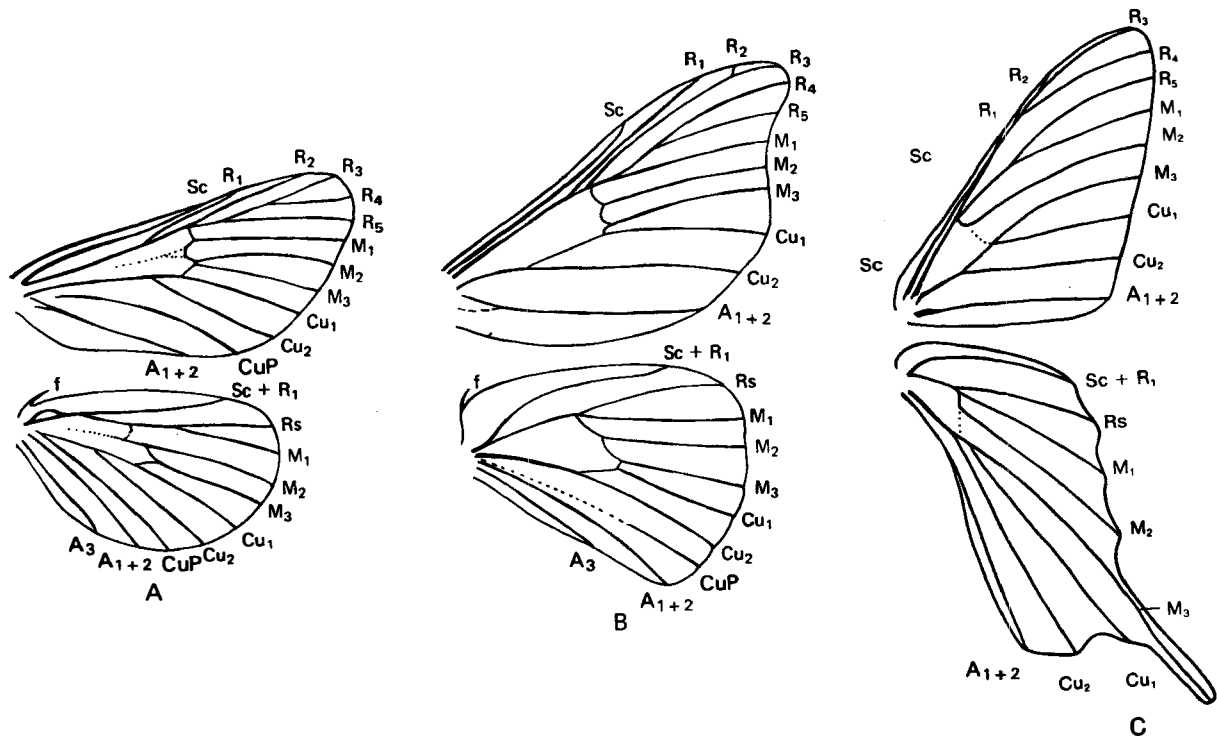 Sc
R1
R2
R3
R4
R5
M1
M2
M3
Cu1
Cu2
CuP
A1+2
f
Sc + R1
Rs
M1
M2
M3
Cu1
Cu2
CuP
A1+2
A3
A
Sc
R1
R2
R3
R4
R5
M1
M2
M3
Cu1
Cu2
A1+2
f
Sc + R1
Rs
M1
M2
M3
Cu1
Cu2
CuP
A1+2
A3
B
Sc
Sc
R1
R2
R3
R4
R5
M1
M2
M3
Cu1
Cu2
A1+2
Sc + R1
Rs
M1
M2
M3
Cu1
Cu2
A1+2
C